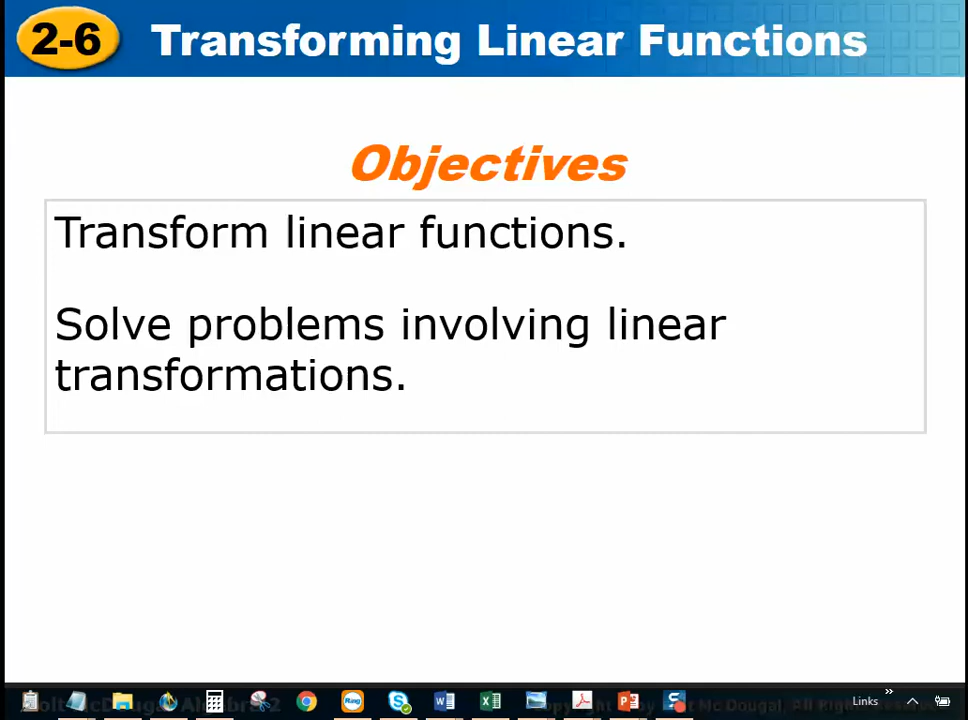 2-6 Transforming Linear Functions
Objectives
Transform linear functions.
Solve problems involving linear
transformations.
Links